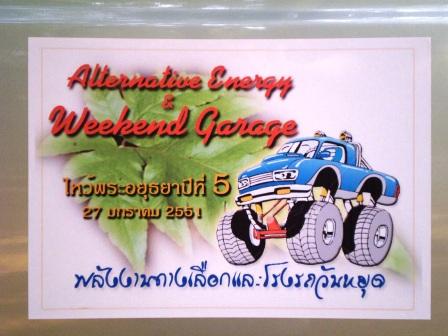 Alternative Energy
&
Weekend Garage
ไหว้พระอยุธยาปีที่ 5
27 มกราคม 2551
พลังงานทางเลือกและโรงรถวันหยุด